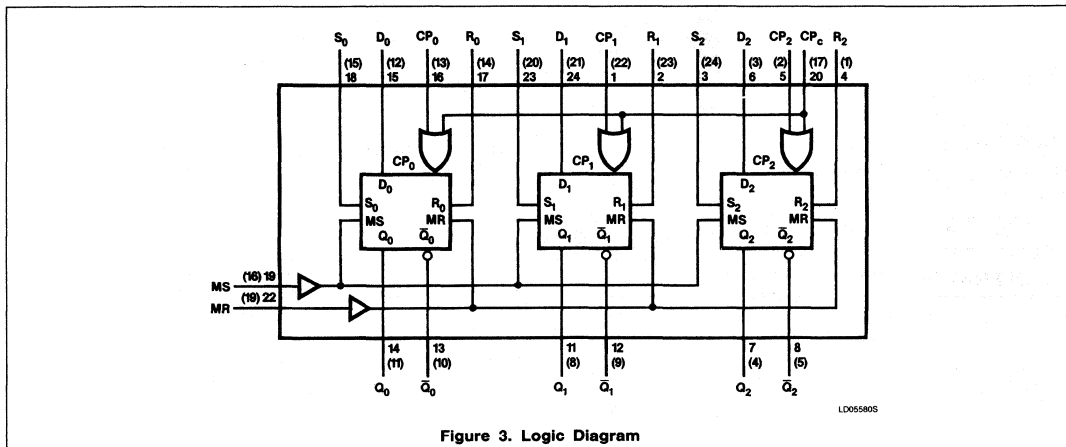 S0 D0 CP0 R0 S1 D1 CP1 R1 S2 D2 CP2 CPc R2
(15) (12) (13) (14) (20) (21) (22) (23) (24) (3) (2) (17) (1)
18 15 16 17 23 24 1 2 3 6 5 20 4
CP0 CP1 CP2
D0 D1 D2
S0 R0 S1 R1 S2 R2
MS MR MS MR MS MR
Q0 Q̅0 Q1 Q̅1 Q2 Q̅2
MS (16) 19
MR (19) 22
14 13 11 12 7 8
(11) (10) (8) (9) (4) (5)
Q0 Q̅0 Q1 Q̅1 Q2 Q̅2
LD05580S
Figure 3. Logic Diagram